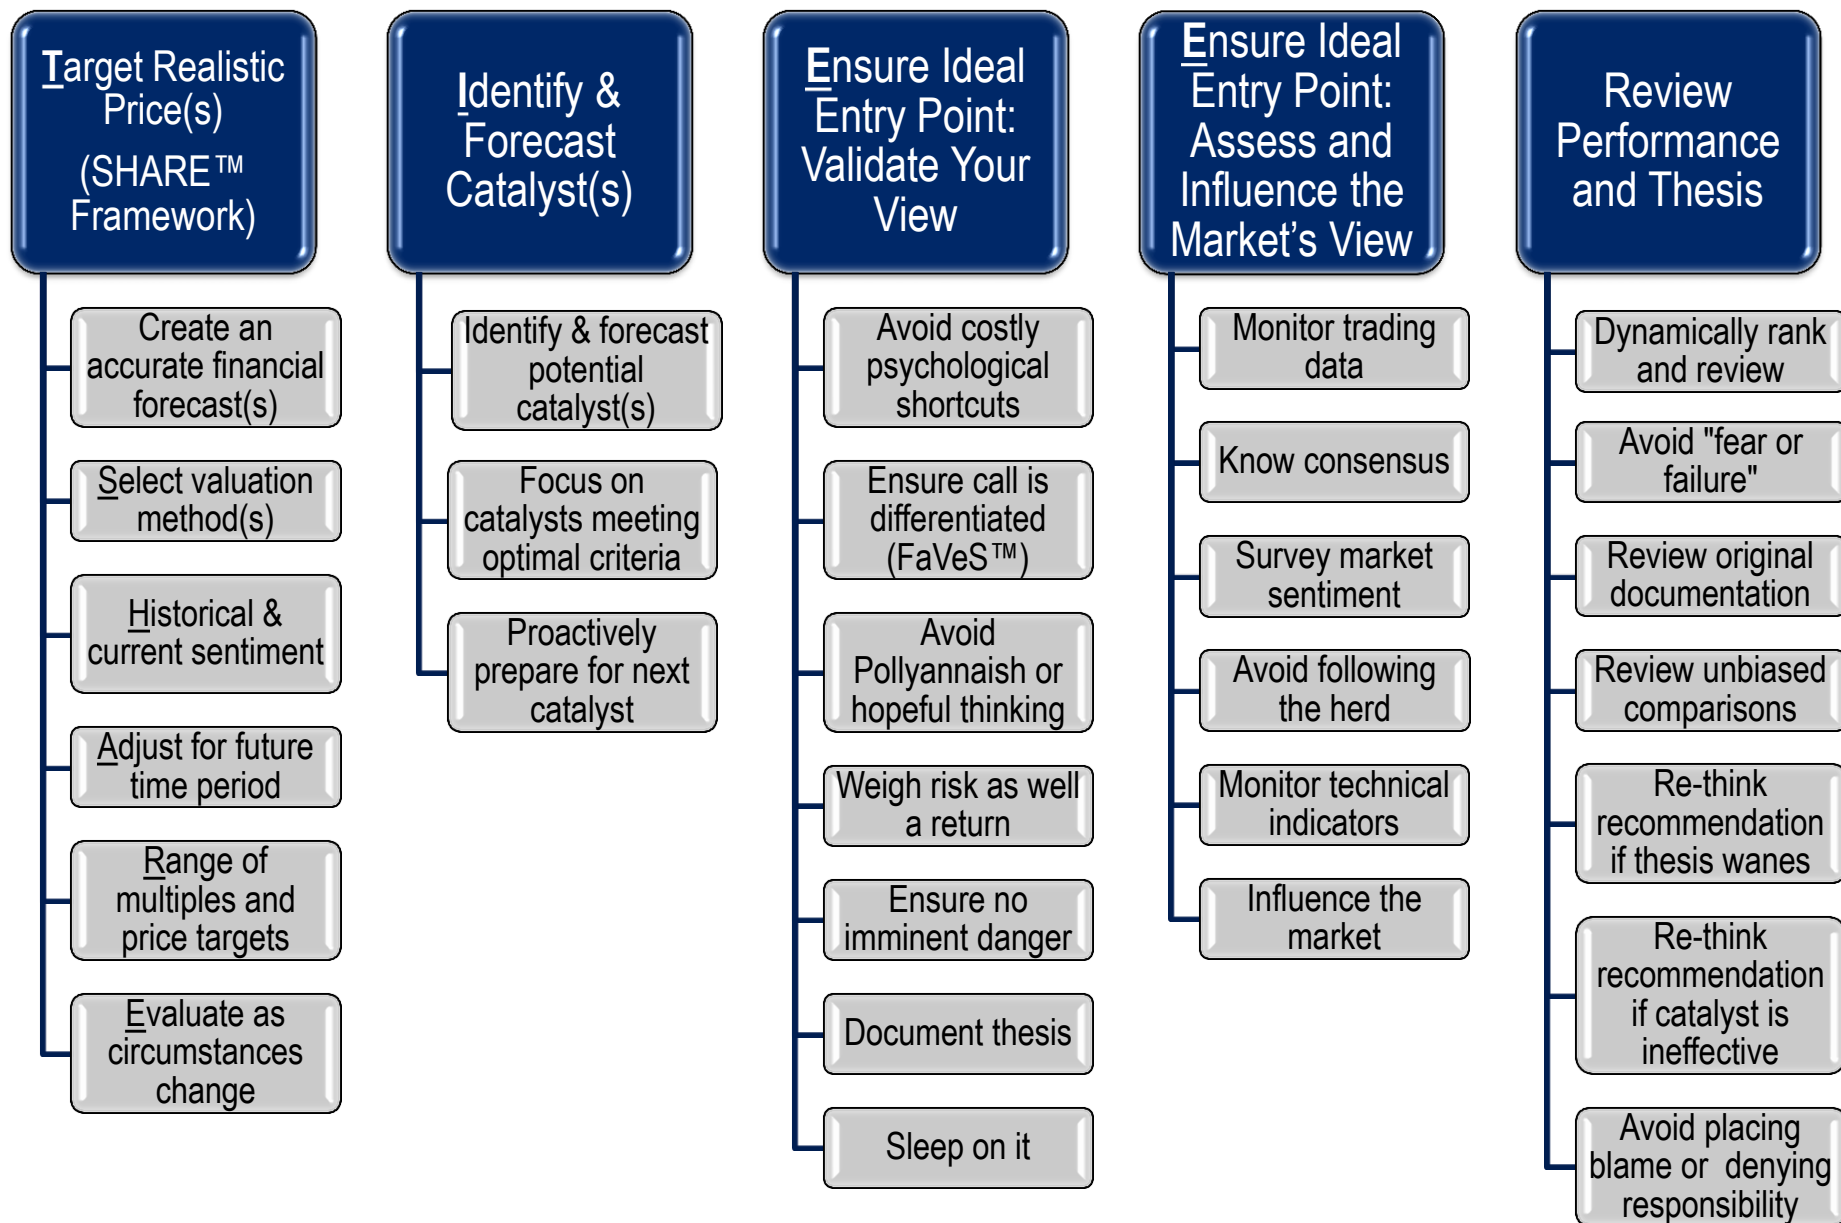 Target Realistic
Price(s)
(SHARE™
Framework)
Create an
accurate financial
forecast(s)
Select valuation
method(s)
Historical &
current sentiment
Adjust for future
time period
Range of
multiples and
price targets
Evaluate as
circumstances
change
Identify &
Forecast
Catalyst(s)
Identify & forecast
potential
catalyst(s)
Focus on
catalysts meeting
optimal criteria
Proactively
prepare for next
catalyst
Ensure Ideal
Entry Point:
Validate Your
View
Avoid costly
psychological
shortcuts
Ensure call is
differentiated
(FaVeS™)
Avoid
Pollyannaish or
hopeful thinking
Weigh risk as well
a return
Ensure no
imminent danger
Document thesis
Sleep on it
Ensure Ideal
Entry Point:
Assess and
Influence the
Market's View
Monitor trading
data
Know consensus
Survey market
sentiment
Avoid following
the herd
Monitor technical
indicators
Influence the
market
Review
Performance
and Thesis
Dynamically rank
and review
Avoid "fear or
failure"
Review original
documentation
Review unbiased
comparisons
Re-think
recommendation
if thesis wanes
Re-think
recommendation
if catalyst is
ineffective
Avoid placing
blame or  denying
responsibility